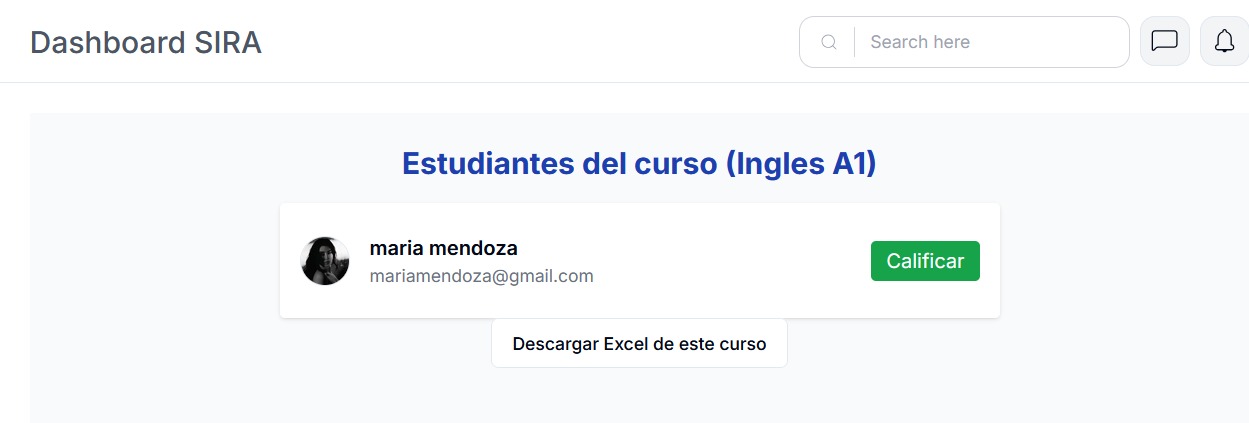 Dashboard SIRA
Search here
Estudiantes del curso (Ingles A1)
maria mendoza
mariamendoza@gmail.com
Calificar
Descargar Excel de este curso